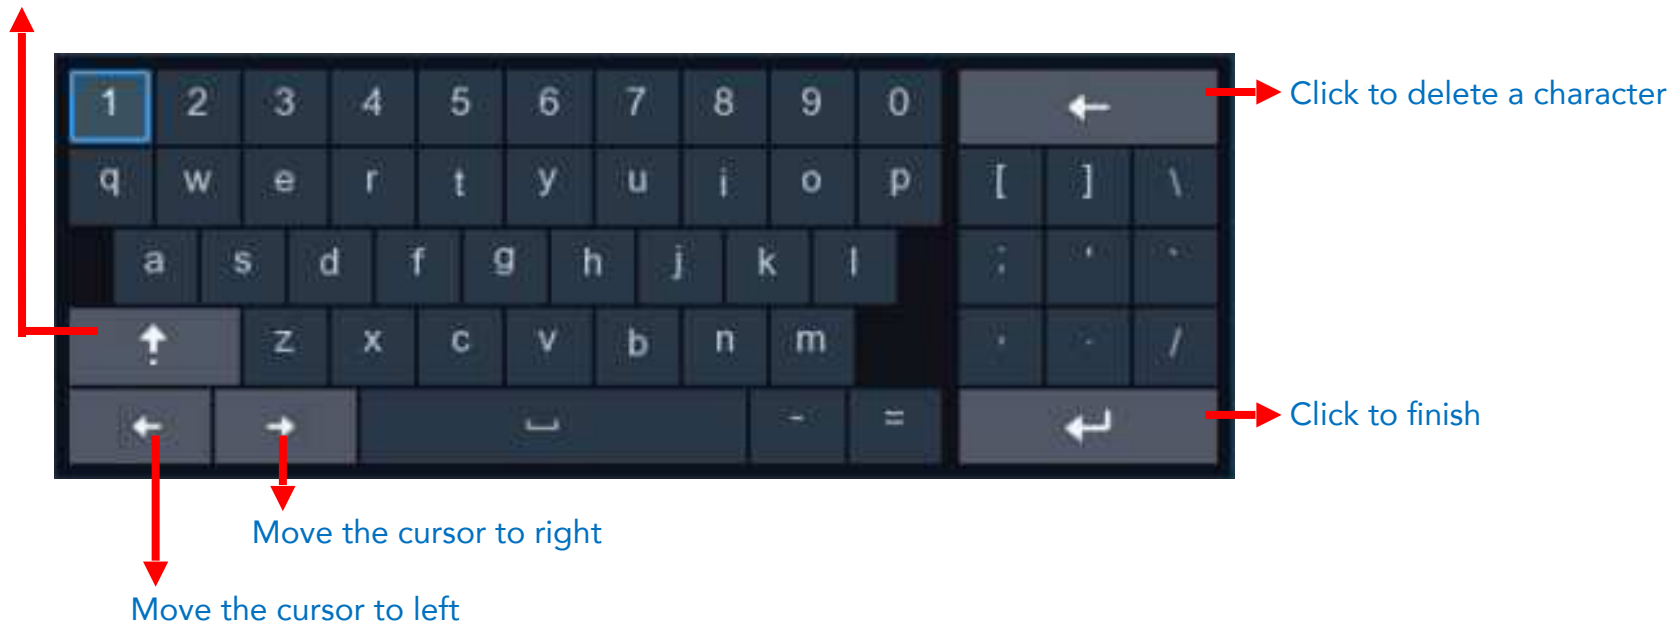 1 2 3 4 5 6 7 8 9 0
Click to delete a character
q w e r t y u i o p [ ] \
a s d f g h j k l ; ' `
z x c v b n m /
- =
Click to finish
Move the cursor to right
Move the cursor to left